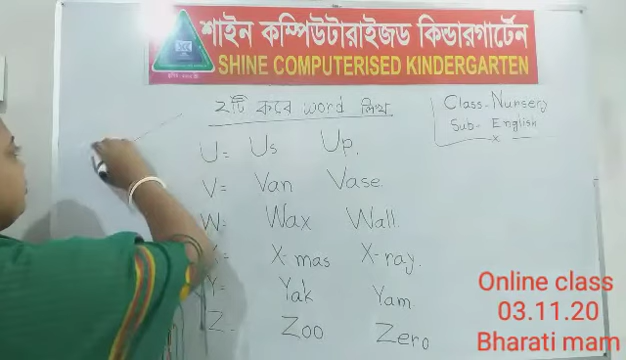 শাইন কম্পিউটারাইজড কিন্ডারগার্টেন
SHINE COMPUTERISED KINDERGARTEN
২টি করে word লিখ
Class-Nursery
Sub- English
x
U= Us Up.
V= Van Vase
W= Wax Wall
X-mas X-ray.
Y= Yak Yam
Z. Zoo Zero
Online class
03.11.20
Bharati mam